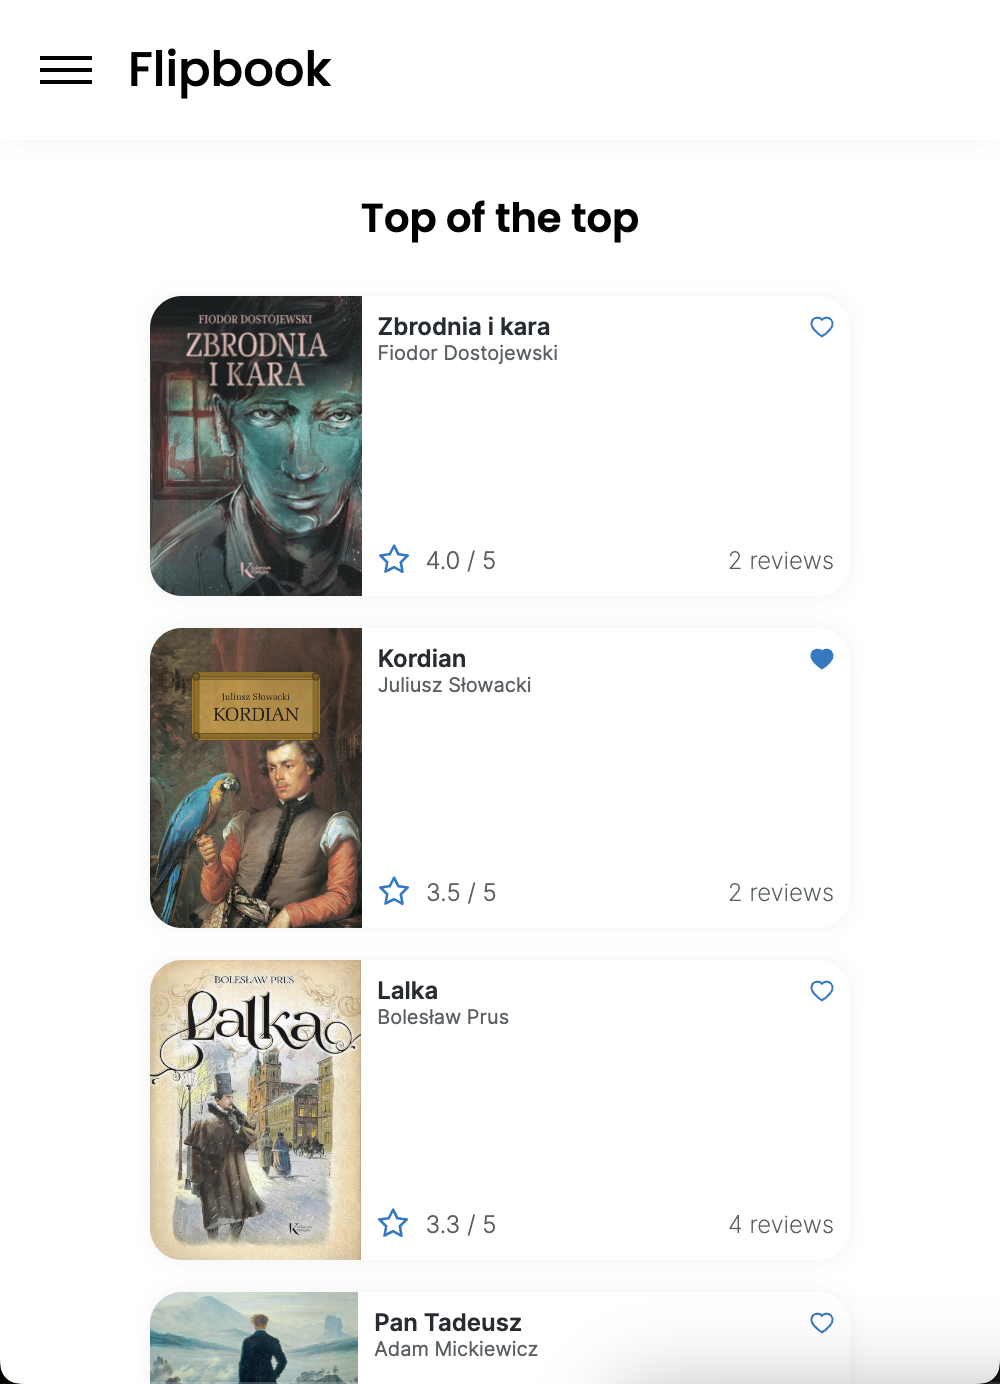 Flipbook
Top of the top
FIODOR DOSTOJEWSKI
ZBRODNIA
I KARA
Zbrodnia i kara
Fiodor Dostojewski
4.0 / 5
2 reviews
Juliusz Słowacki
KORDIAN
Kordian
Juliusz Słowacki
3.5 / 5
2 reviews
BOLESŁAW PRUS
Lalka
Lalka
Bolesław Prus
3.3 / 5
4 reviews
Pan Tadeusz
Adam Mickiewicz